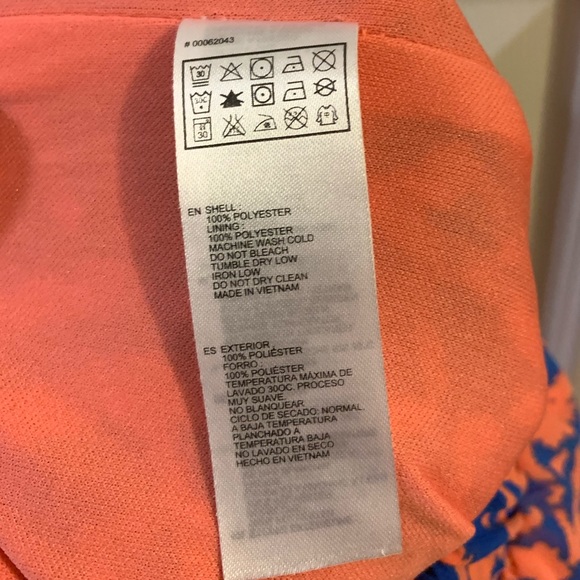 # 00062043
30
30C
30
EN SHELL :
100% POLYESTER
LINING :
100% POLYESTER
MACHINE WASH COLD
DO NOT BLEACH
TUMBLE DRY LOW
IRON LOW
DO NOT DRY CLEAN
MADE IN VIETNAM
ES EXTERIOR :
100% POLIÉSTER
FORRO :
100% POLIÉSTER
TEMPERATURA MÁXIMA DE
LAVADO 30OC. PROCESO
MUY SUAVE.
NO BLANQUEAR.
CICLO DE SECADO: NORMAL
A BAJA TEMPERATURA
PLANCHADO A
TEMPERATURA BAJA
NO LAVADO EN SECO
HECHO EN VIETNAM